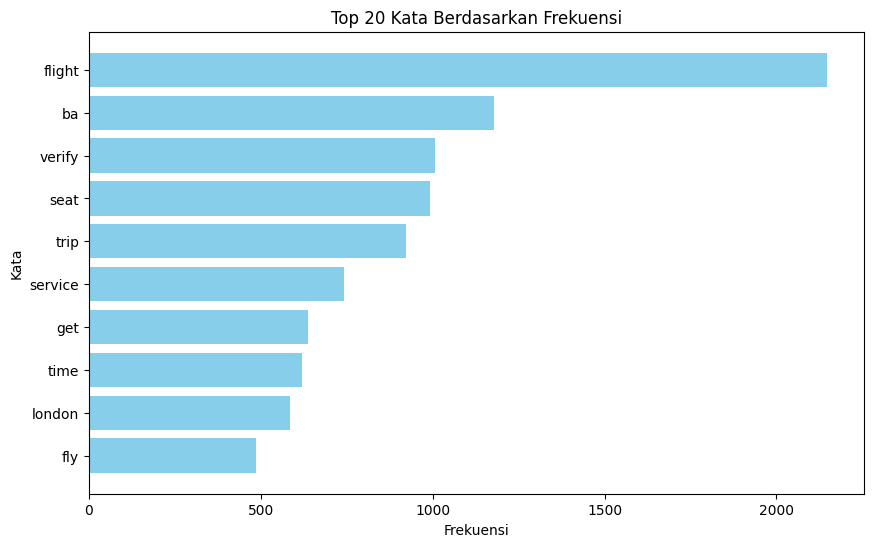 Top 20 Kata Berdasarkan Frekuensi
flight
ba
verify
seat
trip
service
get
time
london
fly
Kata
0 500 1000 1500 2000
Frekuensi